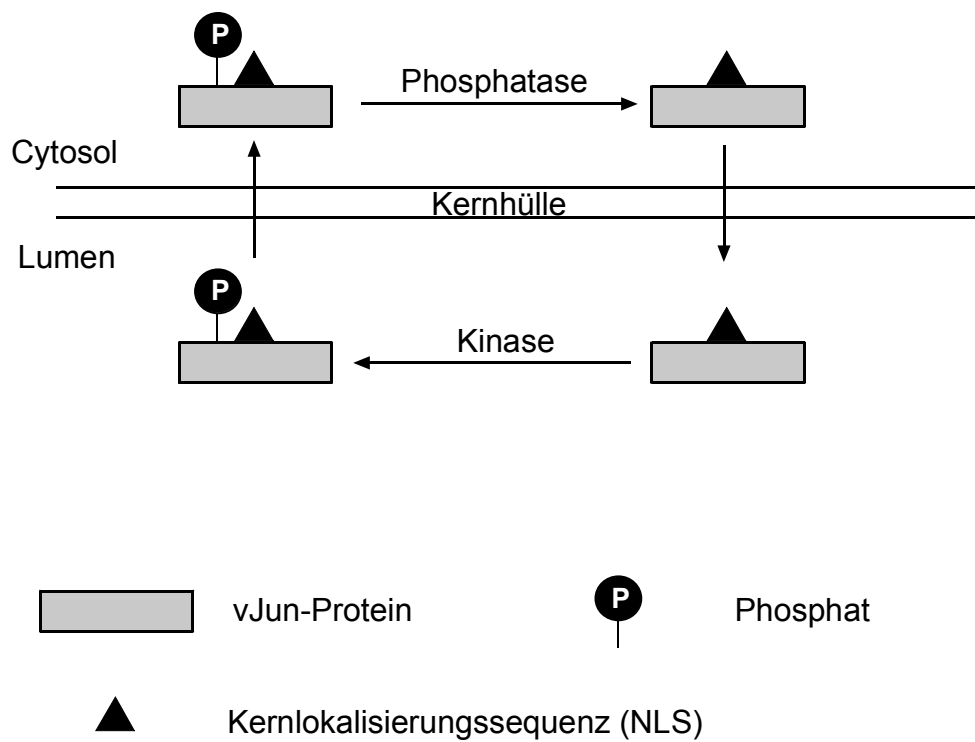 P
Phosphatase
Cytosol
Kernhülle
Lumen
P
Kinase
vJun-Protein
P
Phosphat
Kernlokalisierungssequenz (NLS)